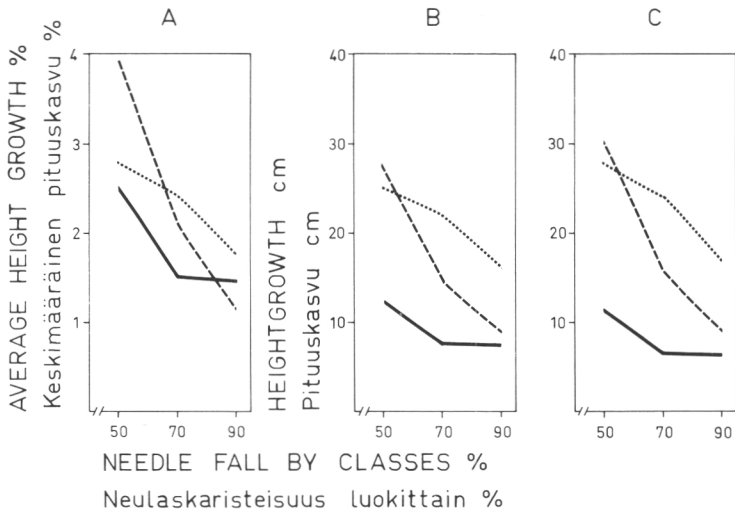 A
B
C
AVERAGE HEIGHT GROWTH %
Keskimääräinen pituuskasvu %
4
3
2
1
50
70
90
HEIGHTGROWTH cm
Pituuskasvu cm
40
30
20
10
50
70
90
40
30
20
10
50
70
90
NEEDLE FALL BY CLASSES %
Neulaskaristeisuus luokittain %